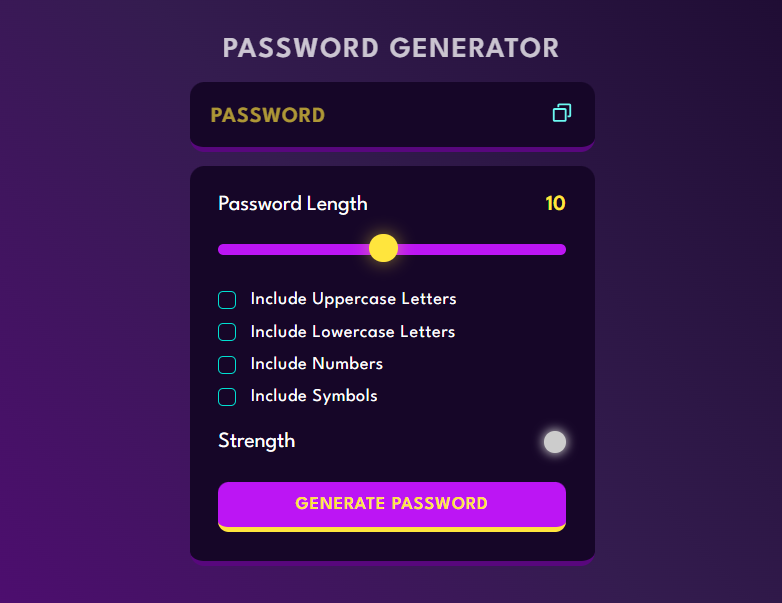 PASSWORD GENERATOR
PASSWORD
Password Length 10
Include Uppercase Letters
Include Lowercase Letters
Include Numbers
Include Symbols
Strength
GENERATE PASSWORD